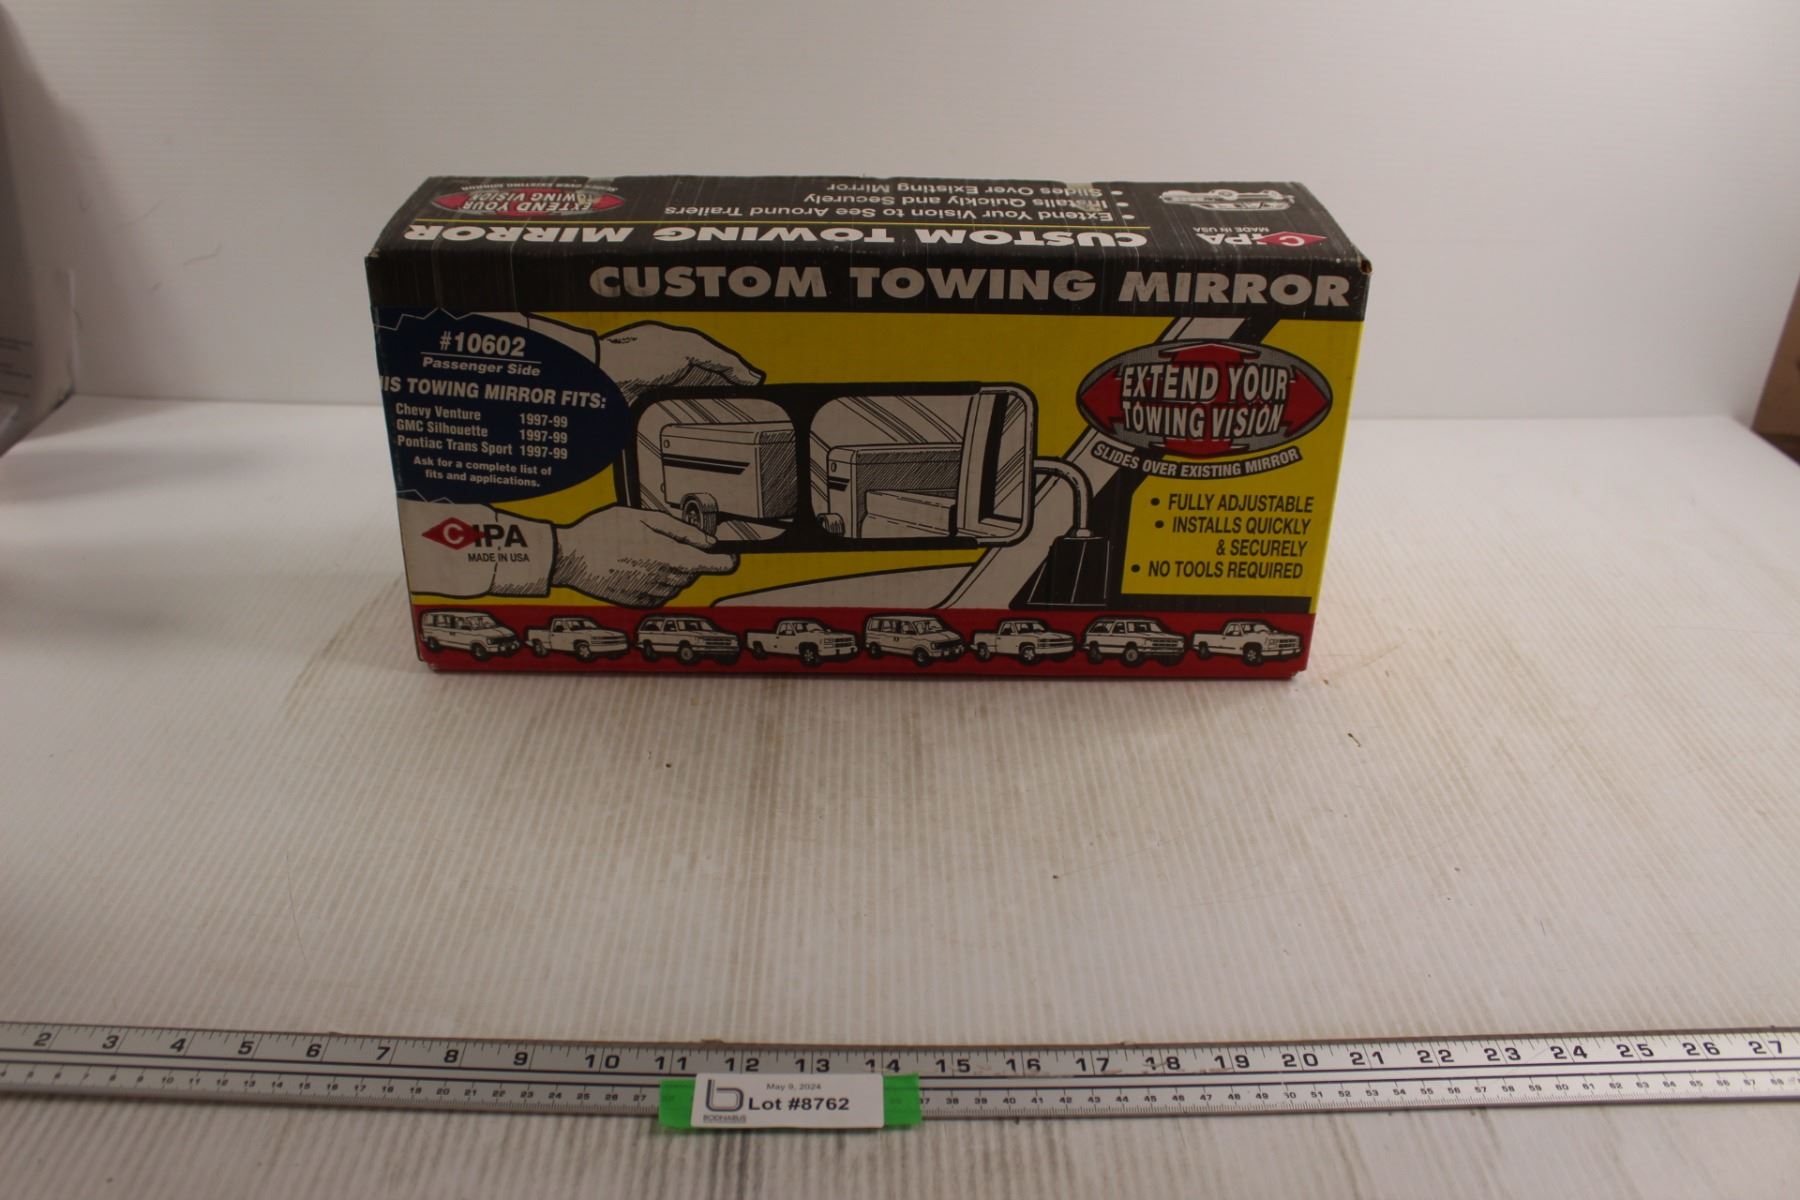 CUSTOM TOWING MIRROR
• Extend Your Vision to See Around Trailers
• Installs Quickly and Securely
• Slides Over Existing Mirror
EXTEND YOUR
TOWING VISION
SLIDES OVER EXISTING MIRROR
CIPA
MADE IN USA
CUSTOM TOWING MIRROR
#10602
Passenger Side
IS TOWING MIRROR FITS:
Chevy Venture 1997-99
GMC Silhouette 1997-99
Pontiac Trans Sport 1997-99
Ask for a complete list of
fits and applications.
CIPA
MADE IN USA
EXTEND YOUR
TOWING VISION
SLIDES OVER EXISTING MIRROR
• FULLY ADJUSTABLE
• INSTALLS QUICKLY
& SECURELY
• NO TOOLS REQUIRED
2 3 4 5 6 7 8 9 10 11 12 13 14 15 16 17 18 19 20 21 22 23 24 25 26 27
May 9, 2024
Lot #8762
BODNARUS